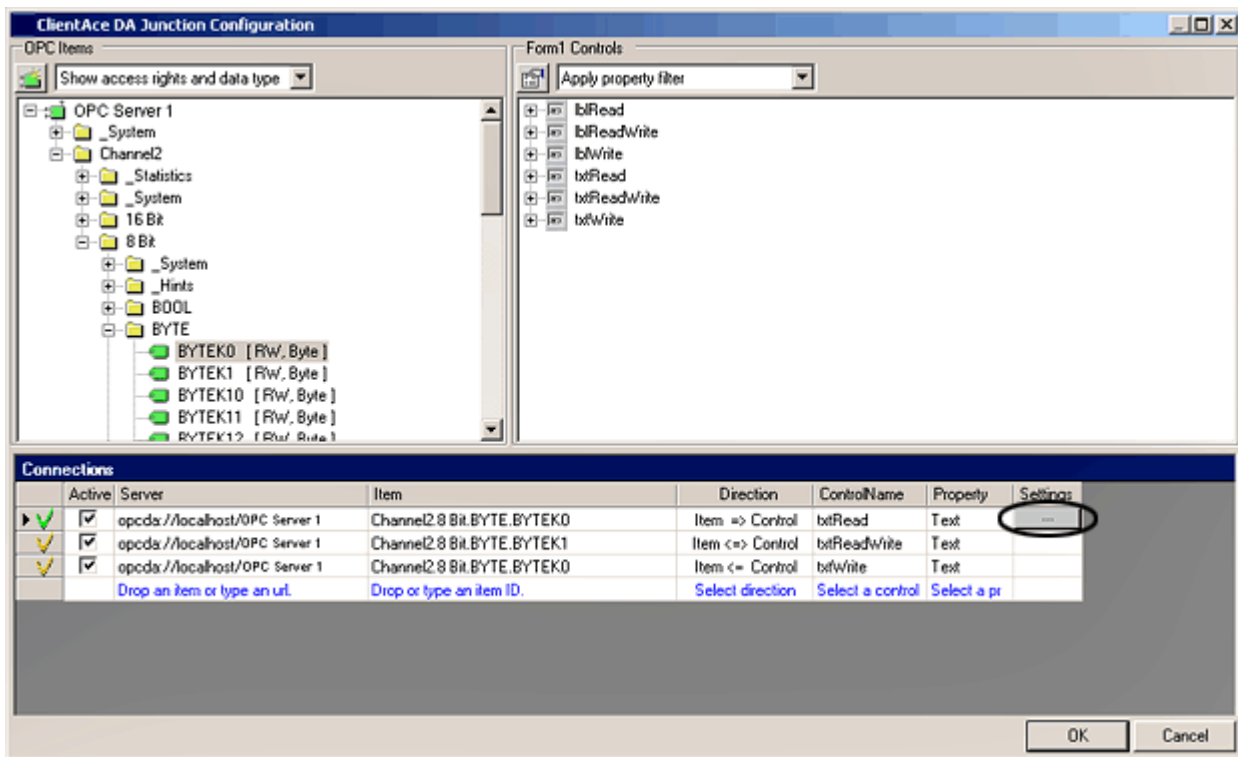 ClientAce DA Junction Configuration
OPC Items
Show access rights and data type
OPC Server 1
_System
Channel2
_Statistics
_System
16 Bit
8 Bit
_System
_Hints
BOOL
BYTE
BYTEK0 [ RW, Byte ]
BYTEK1 [ RW, Byte ]
BYTEK10 [ RW, Byte ]
BYTEK11 [ RW, Byte ]
BYTEK12 [ RW, Byte ]
Form1 Controls
Apply property filter
lblRead
lblReadWrite
lblWrite
txtRead
txtReadWrite
txtWrite
Connections
Active Server Item Direction ControlName Property Settings
opcda://localhost/OPC Server 1 Channel2.8 Bit.BYTE.BYTEK0 Item => Control txtRead Text ...
opcda://localhost/OPC Server 1 Channel2.8 Bit.BYTE.BYTEK1 Item <=> Control txtReadWrite Text
opcda://localhost/OPC Server 1 Channel2.8 Bit.BYTE.BYTEK0 Item <= Control txtWrite Text
Drop an item or type an url. Drop or type an item ID. Select direction Select a control Select a pr
OK Cancel